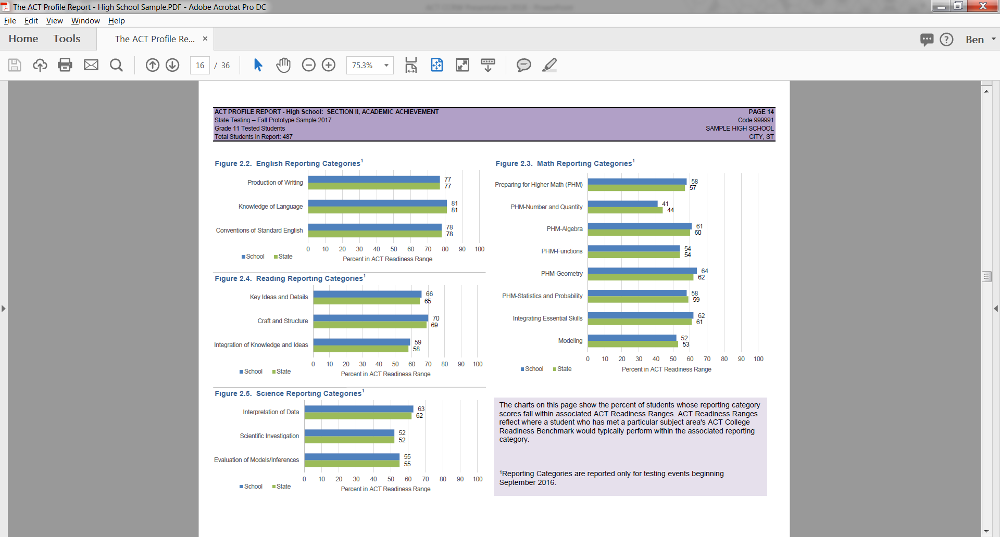 The ACT Profile Report - High School Sample.PDF - Adobe Acrobat Pro DC
File Edit View Window Help
Home Tools The ACT Profile Re... × Ben
16 / 36 75.3%
ACT PROFILE REPORT - High School: SECTION II, ACADEMIC ACHIEVEMENT PAGE 14
State Testing – Fall Prototype Sample 2017 Code 999991
Grade 11 Tested Students SAMPLE HIGH SCHOOL
Total Students in Report: 487 CITY, ST
Figure 2.2. English Reporting Categories¹
Production of Writing 77
77
Knowledge of Language 81
81
Conventions of Standard English 78
78
0 10 20 30 40 50 60 70 80 90 100
School State
Percent in ACT Readiness Range
Figure 2.4. Reading Reporting Categories¹
Key Ideas and Details 66
65
Craft and Structure 70
69
Integration of Knowledge and Ideas 59
58
0 10 20 30 40 50 60 70 80 90 100
School State
Percent in ACT Readiness Range
Figure 2.5. Science Reporting Categories¹
Interpretation of Data 63
62
Scientific Investigation 52
52
Evaluation of Models/Inferences 55
55
0 10 20 30 40 50 60 70 80 90 100
School State
Percent in ACT Readiness Range
Figure 2.3. Math Reporting Categories¹
Preparing for Higher Math (PHM) 58
57
PHM-Number and Quantity 41
44
PHM-Algebra 61
60
PHM-Functions 54
54
PHM-Geometry 64
62
PHM-Statistics and Probability 58
59
Integrating Essential Skills 62
61
Modeling 52
53
0 10 20 30 40 50 60 70 80 90 100
School State
Percent in ACT Readiness Range
The charts on this page show the percent of students whose reporting category
scores fall within associated ACT Readiness Ranges. ACT Readiness Ranges
reflect where a student who has met a particular subject area's ACT College
Readiness Benchmark would typically perform within the associated reporting
category.
¹Reporting Categories are reported only for testing events beginning
September 2016.